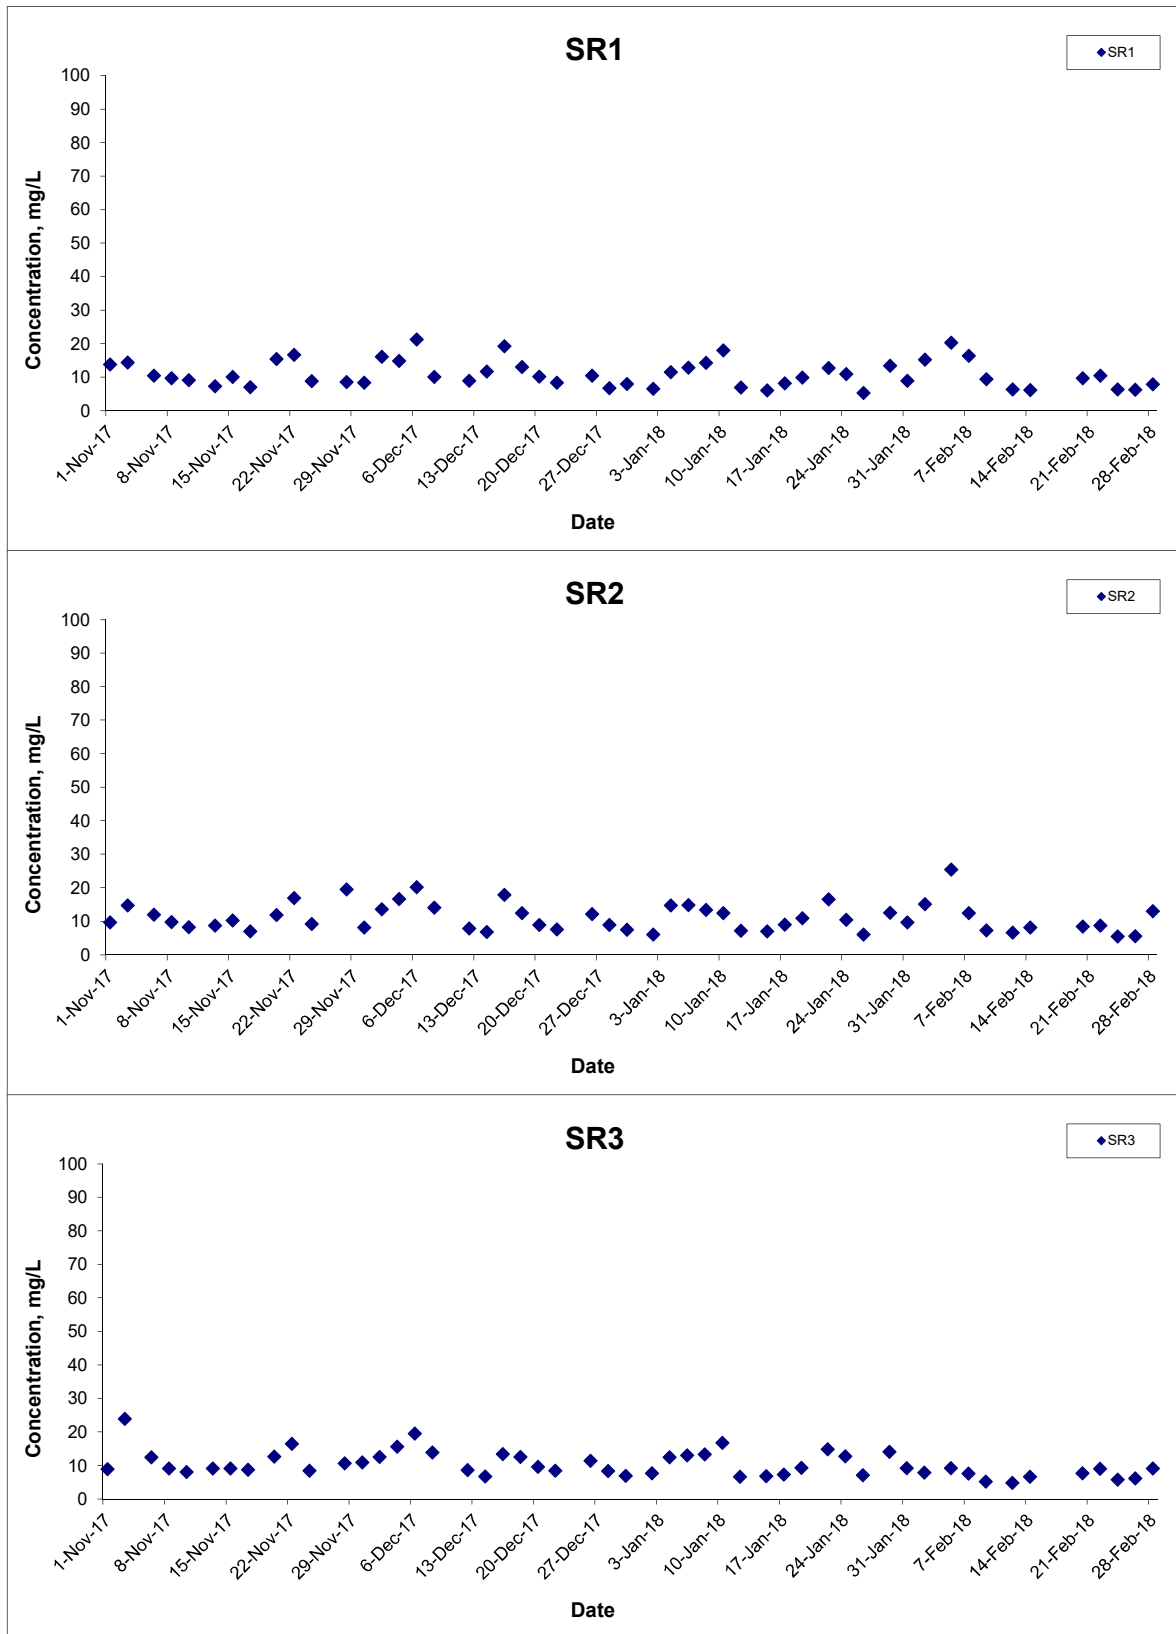 SR1
SR1
100
90
80
70
60
50
40
30
20
10
0
Concentration, mg/L
1-Nov-17
8-Nov-17
15-Nov-17
22-Nov-17
29-Nov-17
6-Dec-17
13-Dec-17
20-Dec-17
27-Dec-17
3-Jan-18
10-Jan-18
17-Jan-18
24-Jan-18
31-Jan-18
7-Feb-18
14-Feb-18
21-Feb-18
28-Feb-18
Date
SR2
SR2
100
90
80
70
60
50
40
30
20
10
0
Concentration, mg/L
1-Nov-17
8-Nov-17
15-Nov-17
22-Nov-17
29-Nov-17
6-Dec-17
13-Dec-17
20-Dec-17
27-Dec-17
3-Jan-18
10-Jan-18
17-Jan-18
24-Jan-18
31-Jan-18
7-Feb-18
14-Feb-18
21-Feb-18
28-Feb-18
Date
SR3
SR3
100
90
80
70
60
50
40
30
20
10
0
Concentration, mg/L
1-Nov-17
8-Nov-17
15-Nov-17
22-Nov-17
29-Nov-17
6-Dec-17
13-Dec-17
20-Dec-17
27-Dec-17
3-Jan-18
10-Jan-18
17-Jan-18
24-Jan-18
31-Jan-18
7-Feb-18
14-Feb-18
21-Feb-18
28-Feb-18
Date